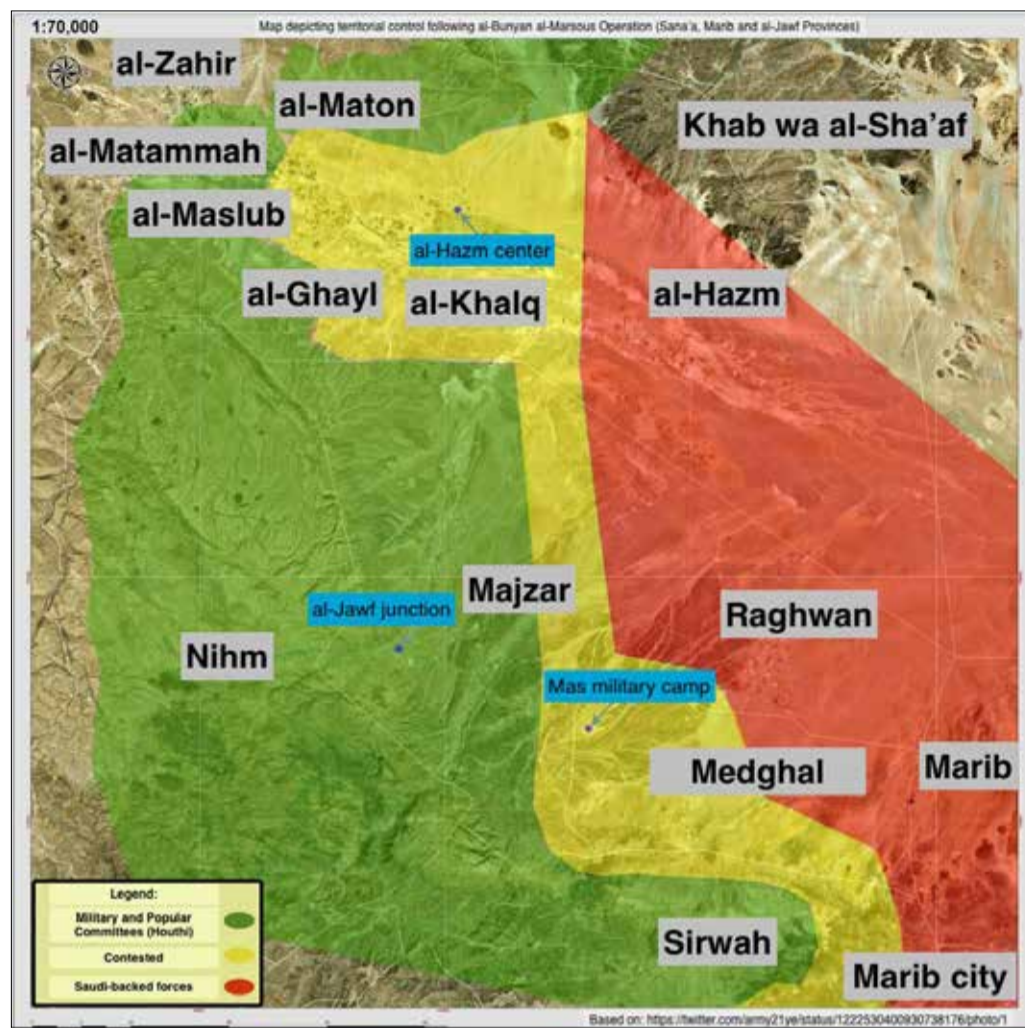 1:70,000
Map depicting territorial control following al-Bunyan al-Marsous Operation (Sana'a, Marib and al-Jawf Provinces)
al-Zahir
al-Maton
Khab wa al-Sha'af
al-Matammah
al-Maslub
al-Hazm center
al-Ghayl
al-Khalq
al-Hazm
Majzar
al-Jawf junction
Raghwan
Nihm
Mas military camp
Medghal
Marib
Legend:
Military and Popular
Committees (Houthi)
Contested
Saudi-backed forces
Sirwah
Marib city
Based on: https://twitter.com/army21ye/status/1222530400930738176/photo/1